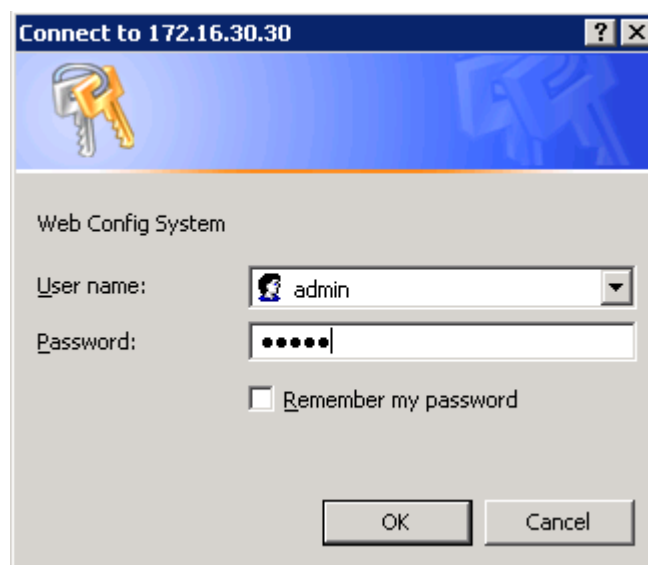 Connect to 172.16.30.30
Web Config System
User name:
admin
Password:
●●●●●
Remember my password
OK
Cancel